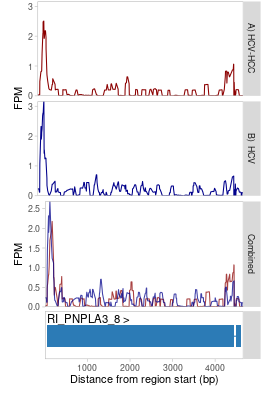 3
2
1
0
A) HCV-HCC
FPM
3
2
1
0
B) HCV
2.5
2.0
1.5
1.0
0.5
0.0
Combined
FPM
RI_PNPLA3_8 >
1000 2000 3000 4000
Distance from region start (bp)